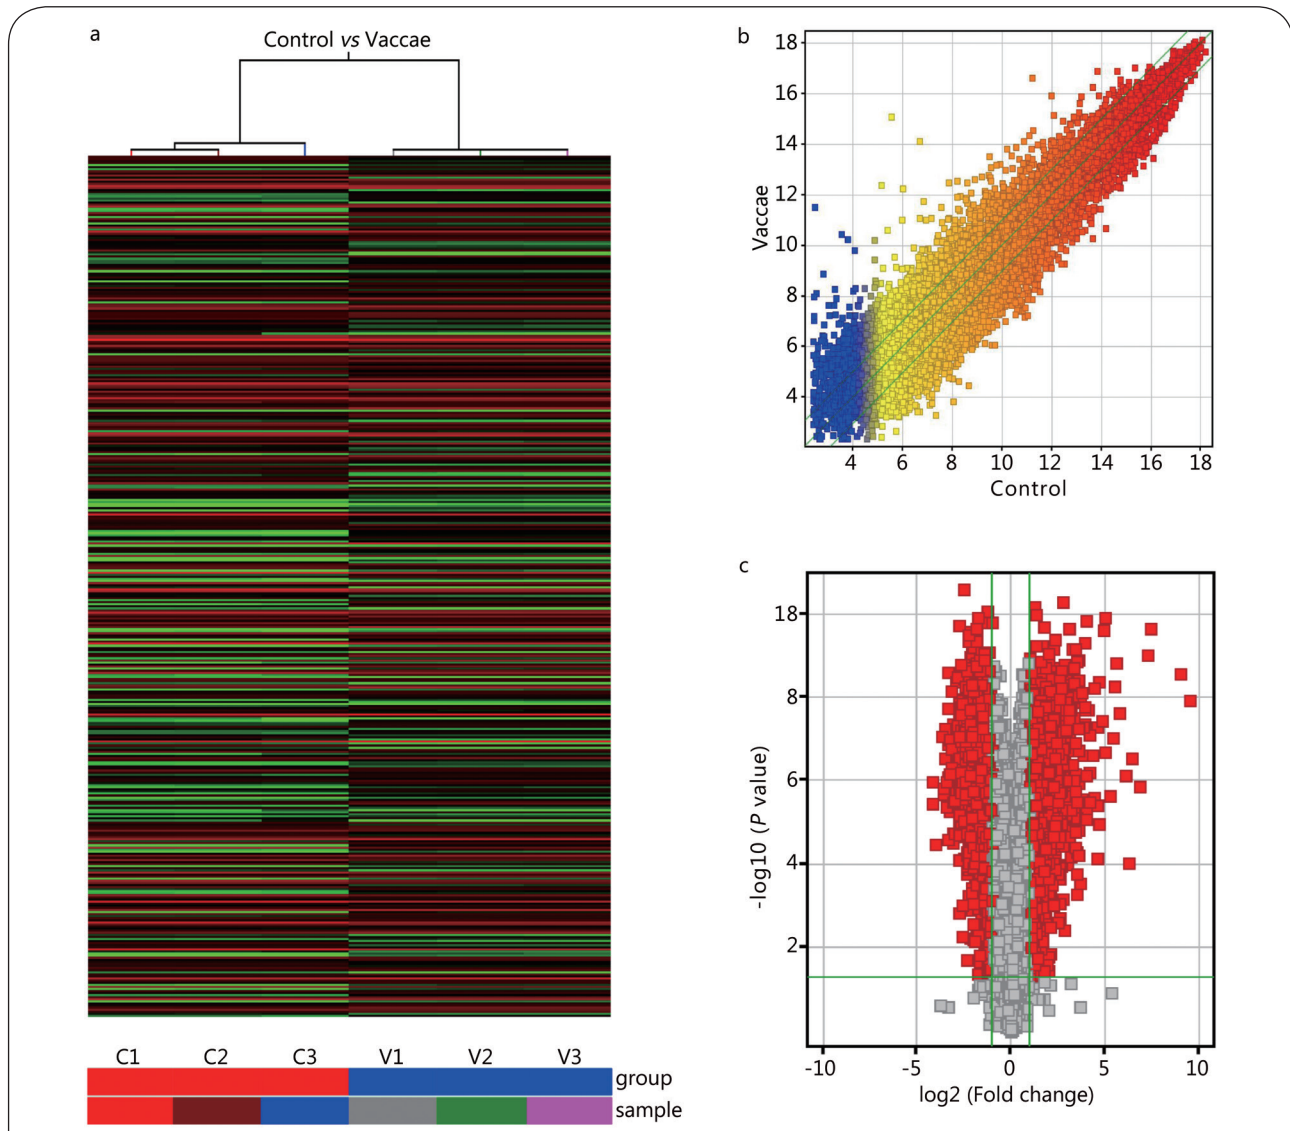 a
Control vs Vaccae
C1 C2 C3 V1 V2 V3
group
sample
b
18
16
14
12
10
8
6
4
Vaccae
4 6 8 10 12 14 16 18
Control
c
18
8
6
4
2
-log10 (P value)
-10 -5 0 5 10
log2 (Fold change)